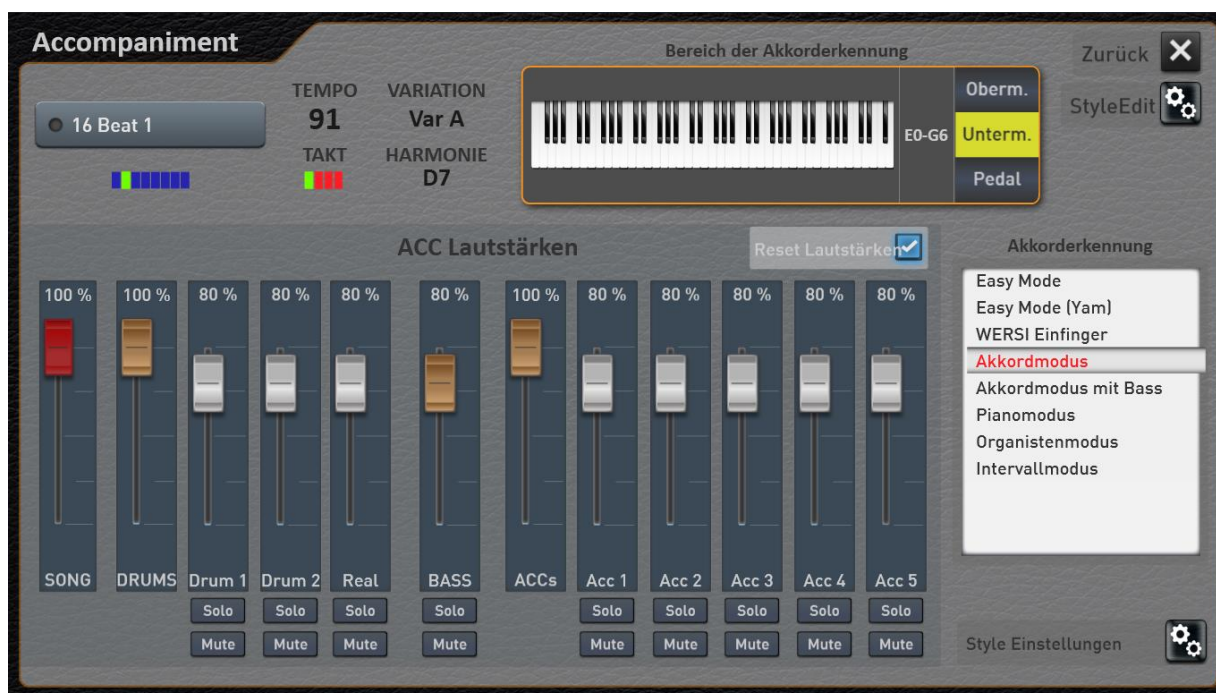 Accompaniment
Bereich der Akkorderkennung
Zurück
16 Beat 1
TEMPO
91
VARIATION
Var A
TAKT
HARMONIE
D7
E0-G6
Oberm.
Unterm.
Pedal
StyleEdit
ACC Lautstärken
Reset Lautstärken
Akkorderkennung
Easy Mode
Easy Mode (Yam)
WERSI Einfinger
Akkordmodus
Akkordmodus mit Bass
Pianomodus
Organistenmodus
Intervallmodus
100 % 100 % 80 % 80 % 80 % 80 % 100 % 80 % 80 % 80 % 80 % 80 %
SONG DRUMS Drum 1 Drum 2 Real BASS ACCs Acc 1 Acc 2 Acc 3 Acc 4 Acc 5
Solo Solo Solo Solo Solo Solo Solo Solo Solo
Mute Mute Mute Mute Mute Mute Mute Mute Mute
Style Einstellungen